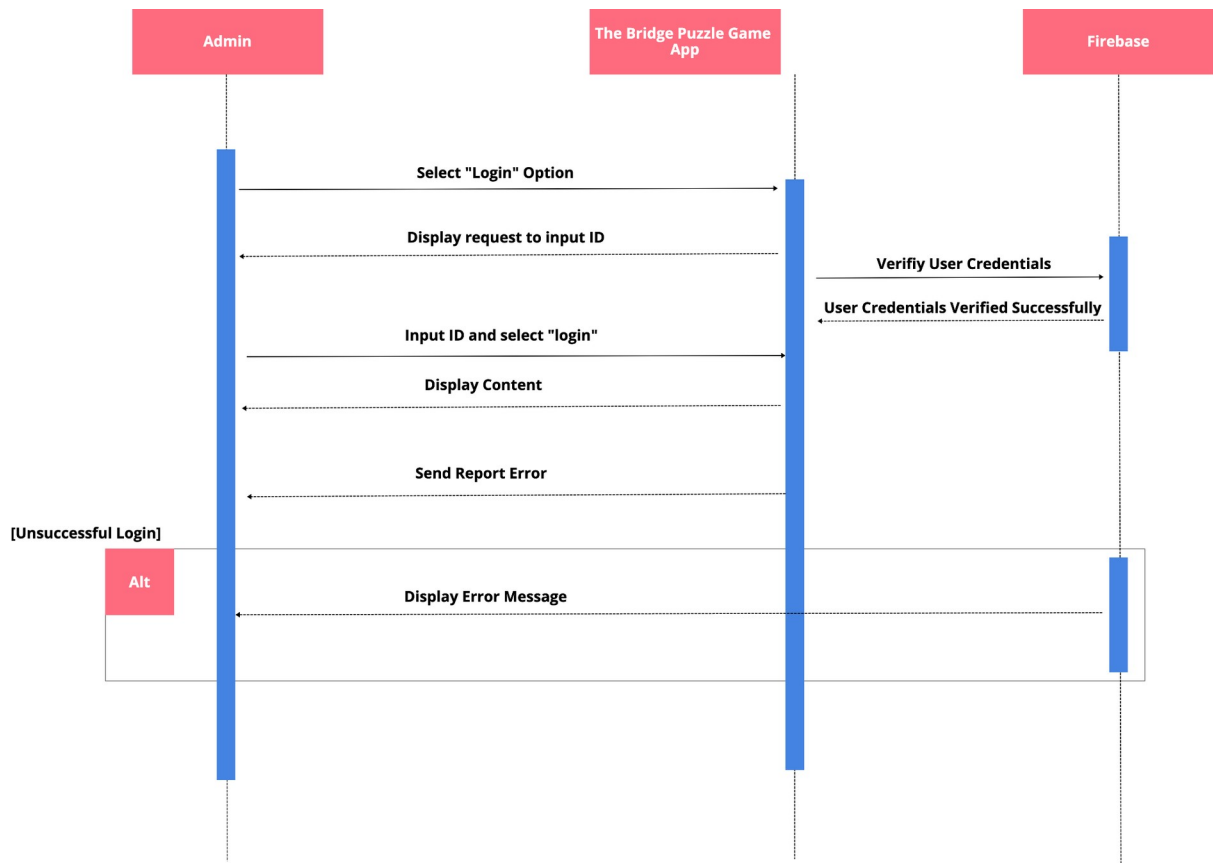 Admin
The Bridge Puzzle Game
App
Firebase
Select "Login" Option
Display request to input ID
Verifiy User Credentials
User Credentials Verified Successfully
Input ID and select "login"
Display Content
Send Report Error
[Unsuccessful Login]
Alt
Display Error Message